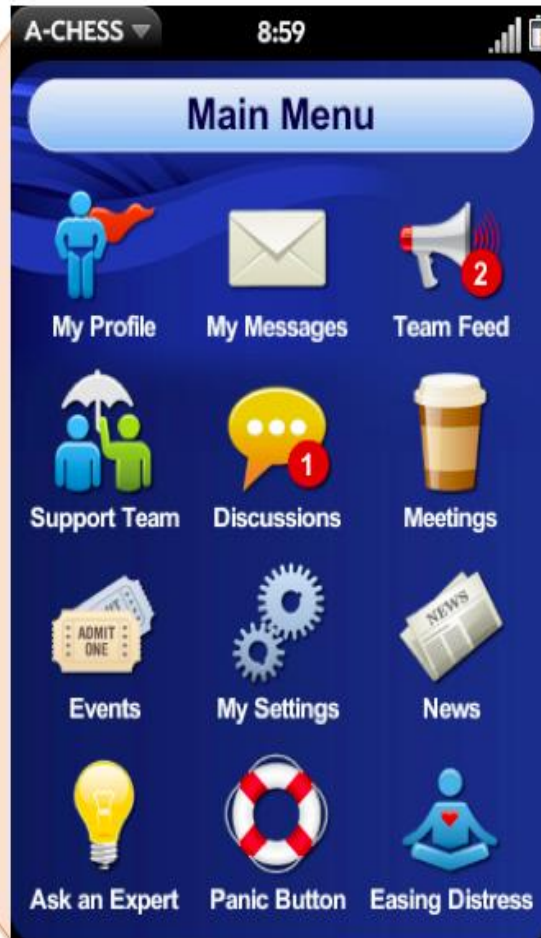 A-CHESS 8:59
Main Menu
My Profile My Messages Team Feed
2
Support Team Discussions Meetings
1
ADMIT ONE
NEWS
Events My Settings News
Ask an Expert Panic Button Easing Distress